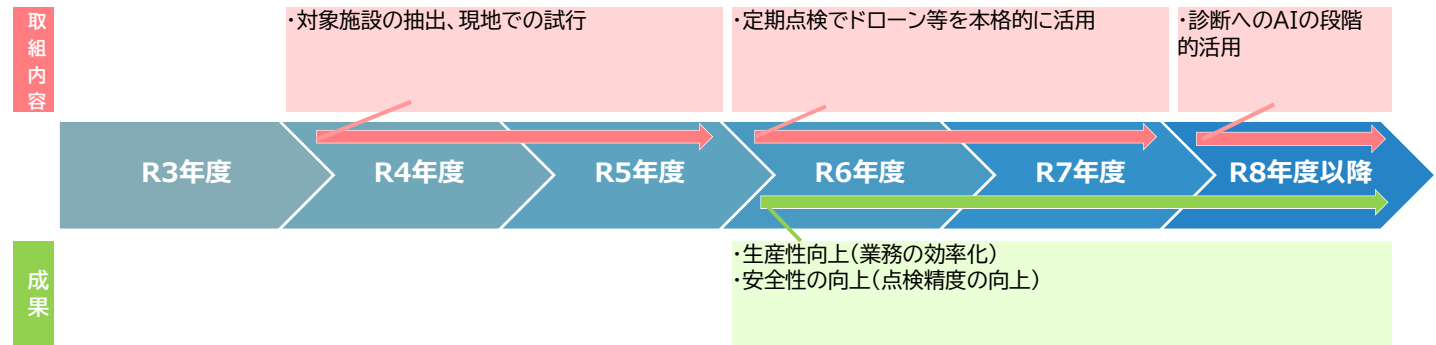 取組内容
・対象施設の抽出、現地での試行
・定期点検でドローン等を本格的に活用
・診断へのAIの段階
的活用
R3年度
R4年度
R5年度
R6年度
R7年度
R8年度以降
成果
・生産性向上(業務の効率化)
・安全性の向上(点検精度の向上)